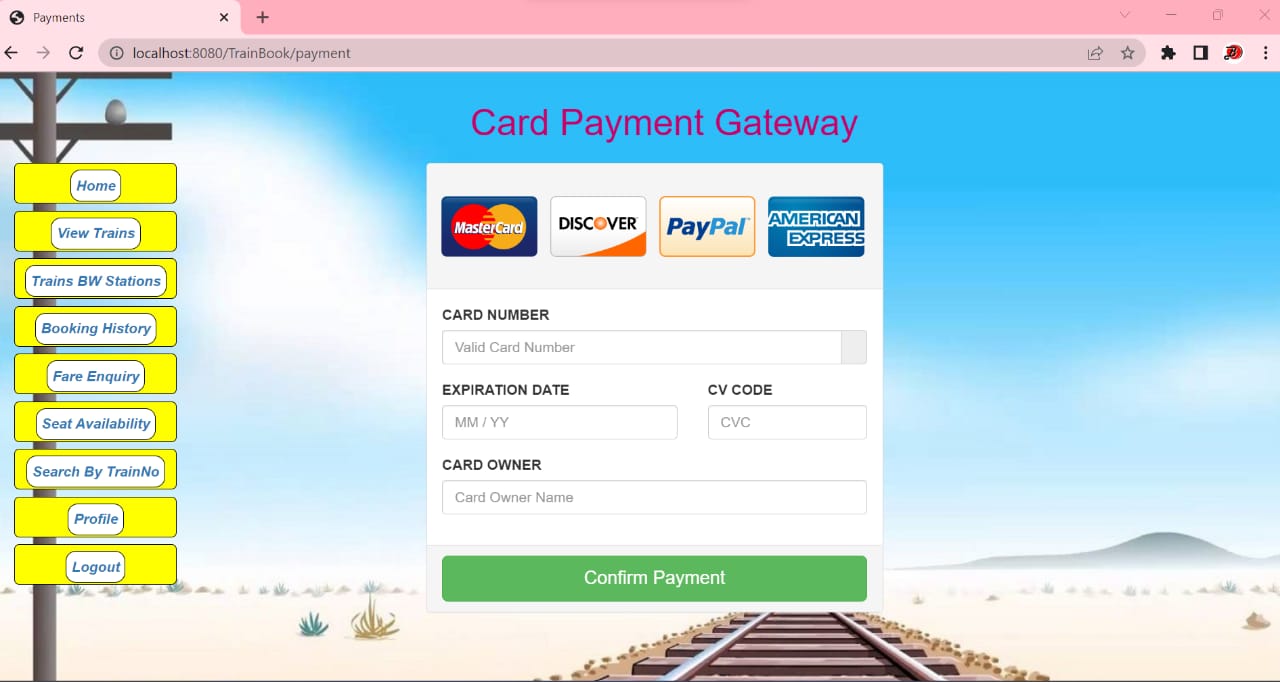 Payments
localhost:8080/TrainBook/payment
Card Payment Gateway
Home
View Trains
Trains BW Stations
Booking History
Fare Enquiry
Seat Availability
Search By TrainNo
Profile
Logout
MasterCard
DISCOVER
PayPal
AMERICAN
EXPRESS
CARD NUMBER
Valid Card Number
EXPIRATION DATE CV CODE
MM / YY CVC
CARD OWNER
Card Owner Name
Confirm Payment